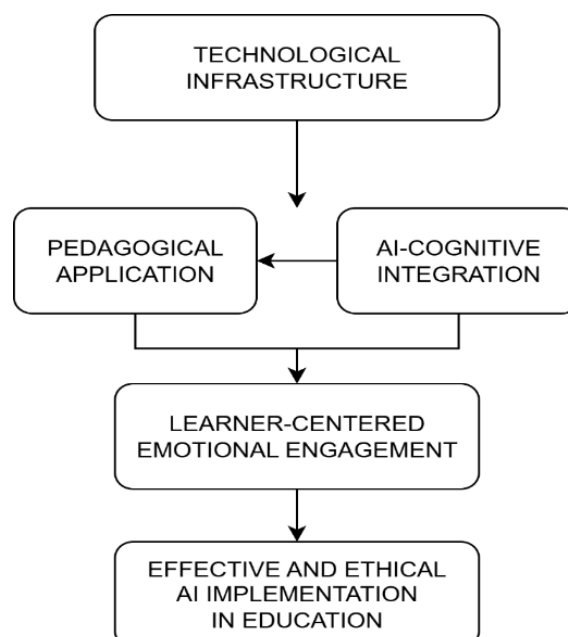 TECHNOLOGICAL
INFRASTRUCTURE
PEDAGOGICAL
APPLICATION
AI-COGNITIVE
INTEGRATION
LEARNER-CENTERED
EMOTIONAL ENGAGEMENT
EFFECTIVE AND ETHICAL
AI IMPLEMENTATION
IN EDUCATION